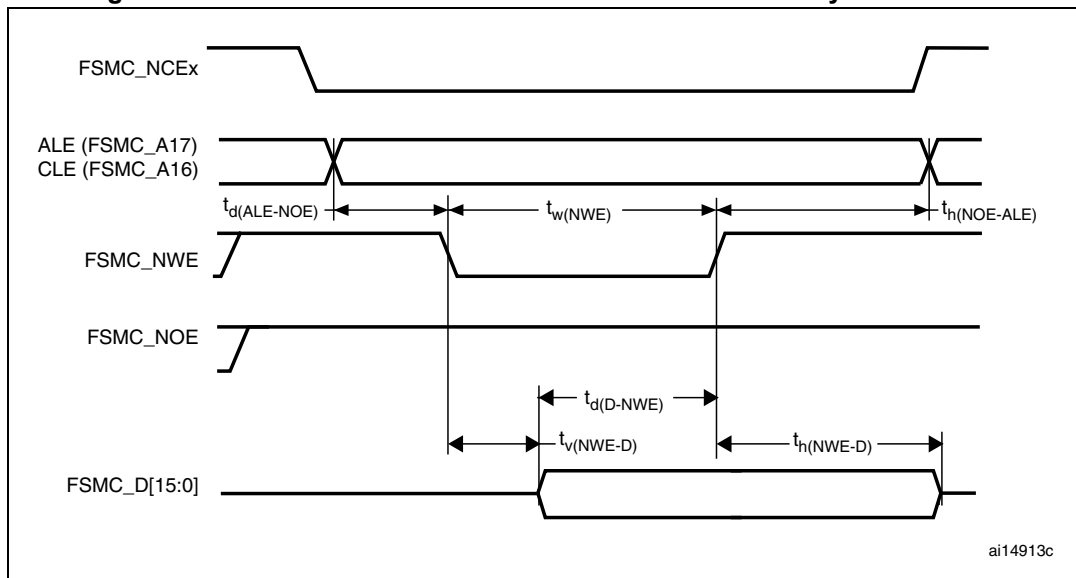 FSMC_NCEx
ALE (FSMC_A17)
CLE (FSMC_A16)
td(ALE-NOE)
tw(NWE)
th(NOE-ALE)
FSMC_NWE
FSMC_NOE
td(D-NWE)
tv(NWE-D)
th(NWE-D)
FSMC_D[15:0]
ai14913c